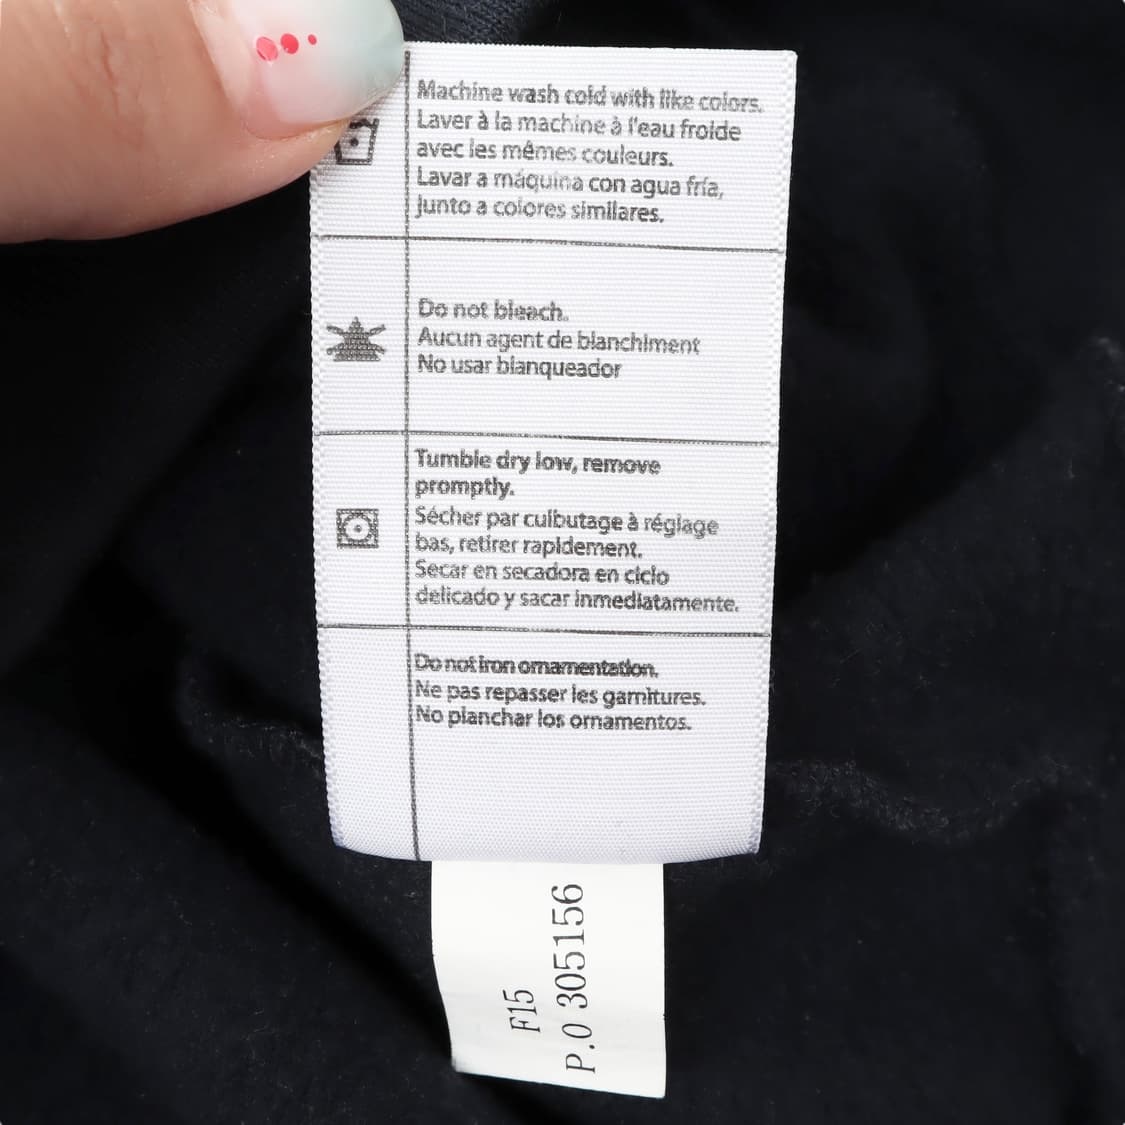 Machine wash cold with like colors.
Laver à la machine à l'eau froide
avec les mêmes couleurs.
Lavar a máquina con agua fría,
junto a colores similares.
Do not bleach.
Aucun agent de blanchiment
No usar blanqueador
Tumble dry low, remove
promptly.
Sécher par culbutage à réglage
bas, retirer rapidement.
Secar en secadora en ciclo
delicado y sacar inmediatamente.
Do not iron ornamentation.
Ne pas repasser les garnitures.
No planchar los ornamentos.
F15
P.O 305156